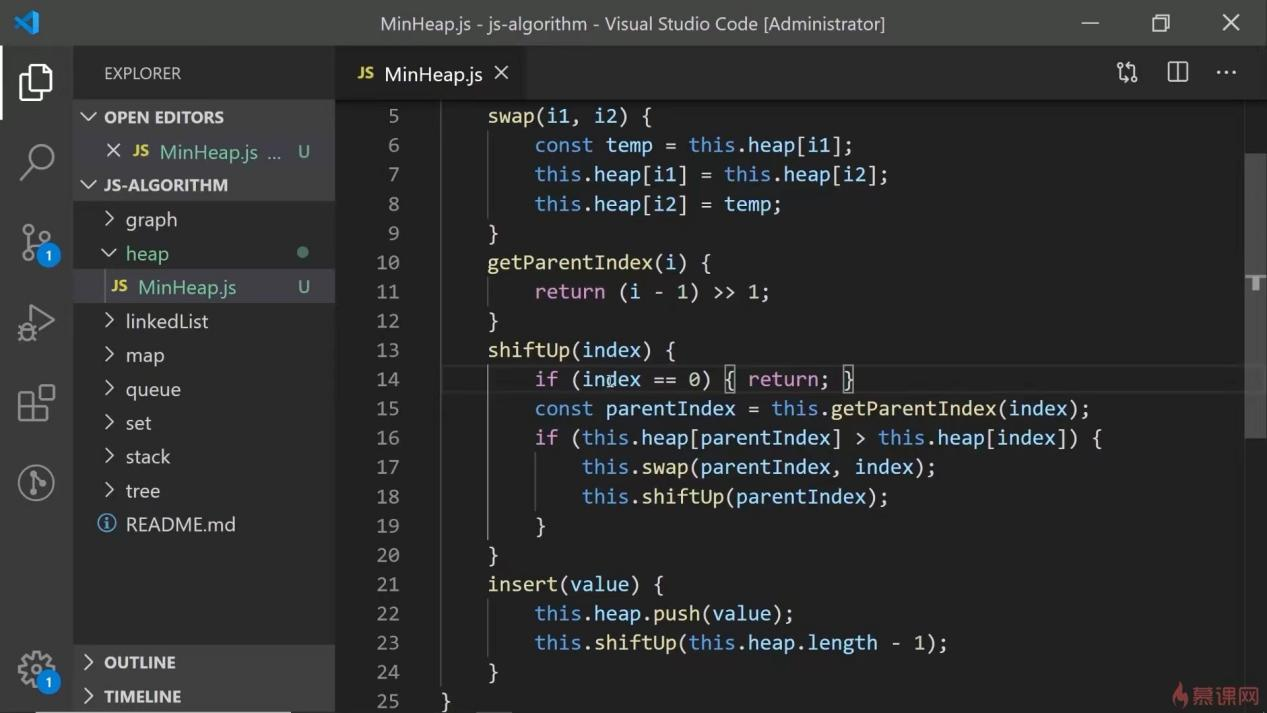 MinHeap.js - js-algorithm - Visual Studio Code [Administrator]
EXPLORER
OPEN EDITORS
JS MinHeap.js ... U
JS-ALGORITHM
graph
heap
JS MinHeap.js U
linkedList
map
queue
set
stack
tree
README.md
OUTLINE
TIMELINE
1
1
JS MinHeap.js
5 swap(i1, i2) {
6 const temp = this.heap[i1];
7 this.heap[i1] = this.heap[i2];
8 this.heap[i2] = temp;
9 }
10 getParentIndex(i) {
11 return (i - 1) >> 1;
12 }
13 shiftUp(index) {
14 if (index == 0) { return; }
15 const parentIndex = this.getParentIndex(index);
16 if (this.heap[parentIndex] > this.heap[index]) {
17 this.swap(parentIndex, index);
18 this.shiftUp(parentIndex);
19 }
20 }
21 insert(value) {
22 this.heap.push(value);
23 this.shiftUp(this.heap.length - 1);
24 }
25 }
慕课网